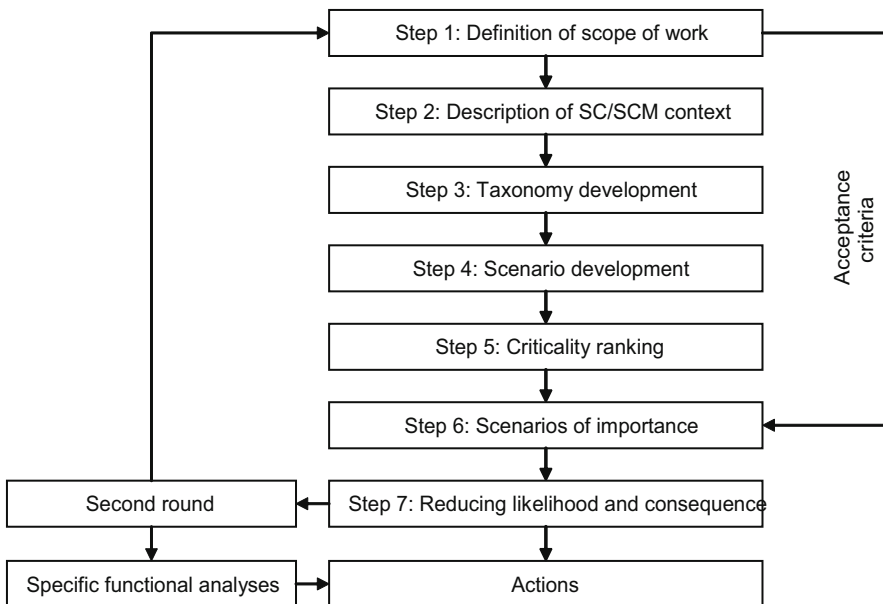 Step 1: Definition of scope of work
Step 2: Description of SC/SCM context
Step 3: Taxonomy development
Step 4: Scenario development
Step 5: Criticality ranking
Step 6: Scenarios of importance
Acceptance
criteria
Second round
Step 7: Reducing likelihood and consequence
Specific functional analyses
Actions